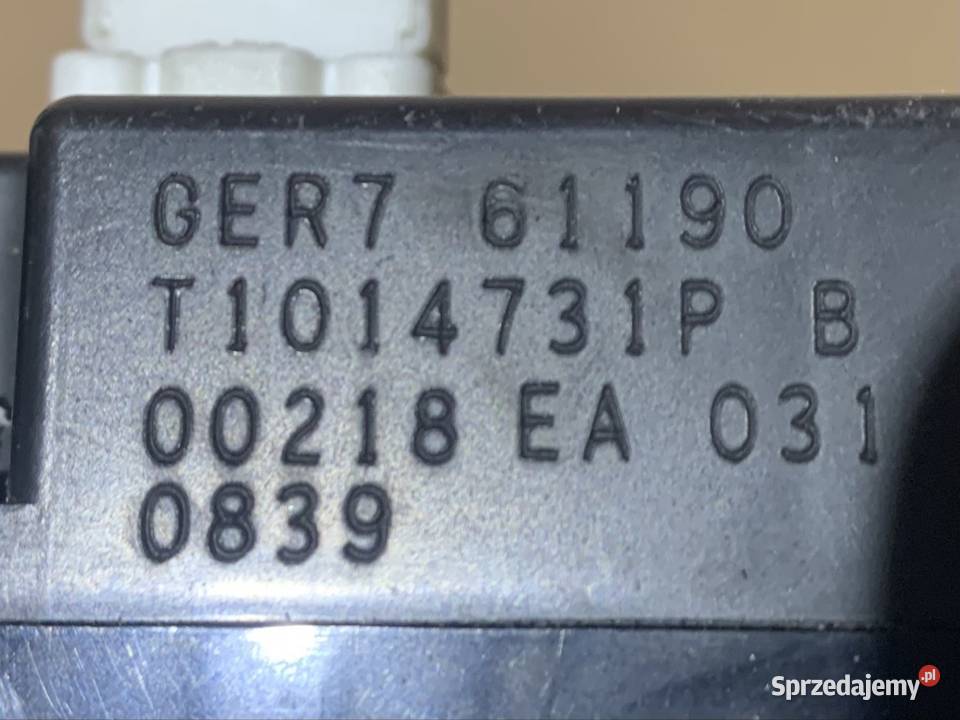 GER7 61190
T1014731P B
00218 EA 031
0839
Sprzedajemy.pl